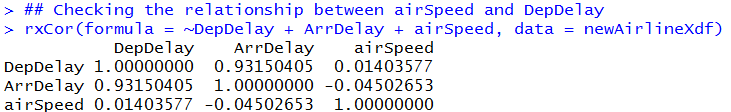 > ## Checking the relationship between airSpeed and DepDelay
> rxCor(formula = ~DepDelay + ArrDelay + airSpeed, data = newAirlineXdf)
DepDelay ArrDelay airSpeed
DepDelay 1.00000000 0.93150405 0.01403577
ArrDelay 0.93150405 1.00000000 -0.04502653
airSpeed 0.01403577 -0.04502653 1.00000000